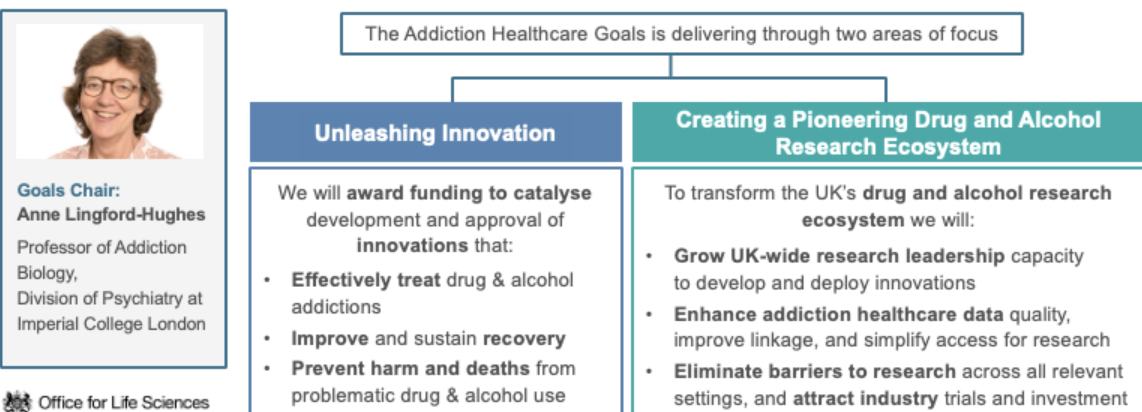 The Addiction Healthcare Goals is delivering through two areas of focus
Goals Chair:
Anne Lingford-Hughes
Professor of Addiction
Biology,
Division of Psychiatry at
Imperial College London
Office for Life Sciences
Unleashing Innovation
We will award funding to catalyse
development and approval of
innovations that:
• Effectively treat drug & alcohol
addictions
• Improve and sustain recovery
• Prevent harm and deaths from
problematic drug & alcohol use
Creating a Pioneering Drug and Alcohol
Research Ecosystem
To transform the UK's drug and alcohol research
ecosystem we will:
• Grow UK-wide research leadership capacity
to develop and deploy innovations
• Enhance addiction healthcare data quality,
improve linkage, and simplify access for research
• Eliminate barriers to research across all relevant
settings, and attract industry trials and investment